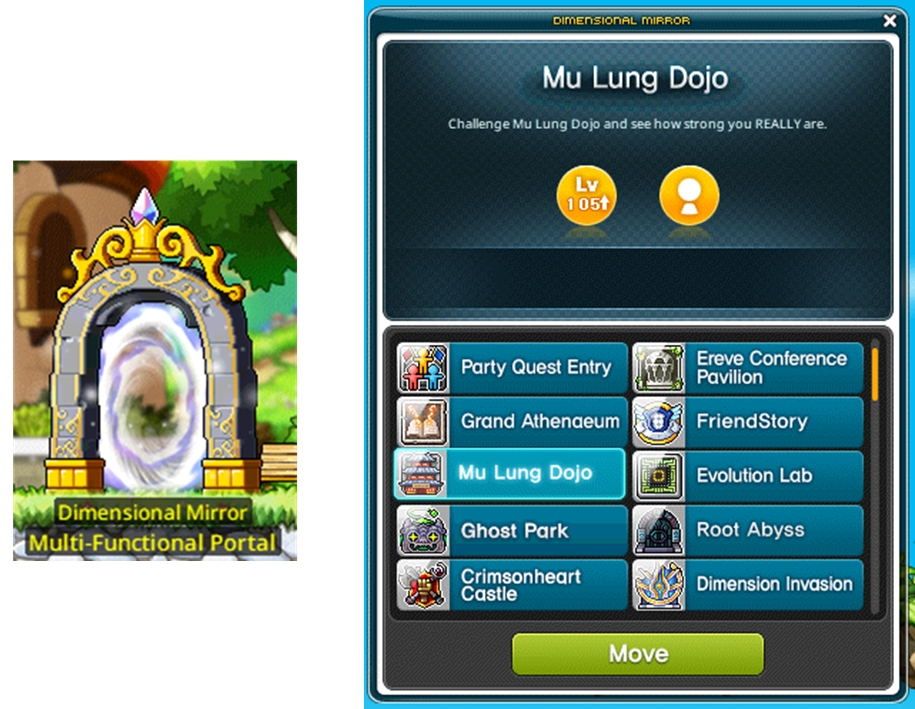 Dimensional Mirror
Multi-Functional Portal
DIMENSIONAL MIRROR
Mu Lung Dojo
Challenge Mu Lung Dojo and see how strong you REALLY are.
Lv
105
Party Quest Entry
Ereve Conference
Pavilion
Grand Athenaeum
FriendStory
Mu Lung Dojo
Evolution Lab
Ghost Park
Root Abyss
Crimsonheart
Castle
Dimension Invasion
Move